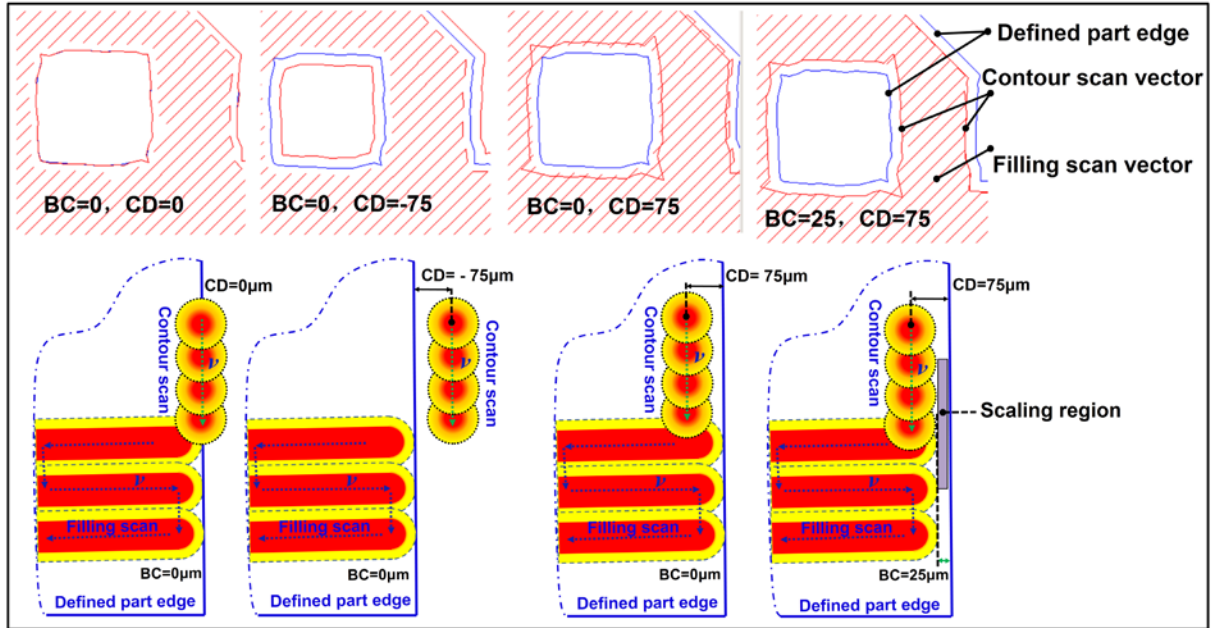 Defined part edge
Contour scan vector
Filling scan vector
BC=0, CD=0
BC=0, CD=-75
BC=0, CD=75
BC=25, CD=75
CD=0μm
CD= - 75μm
CD= 75μm
CD=75μm
Contour scan
Contour scan
Contour scan
Contour scan
v
v
v
v
Scaling region
v
v
v
v
Filling scan
Filling scan
Filling scan
Filling scan
BC=0μm
BC=0μm
BC=0μm
BC=25μm
Defined part edge
Defined part edge
Defined part edge
Defined part edge